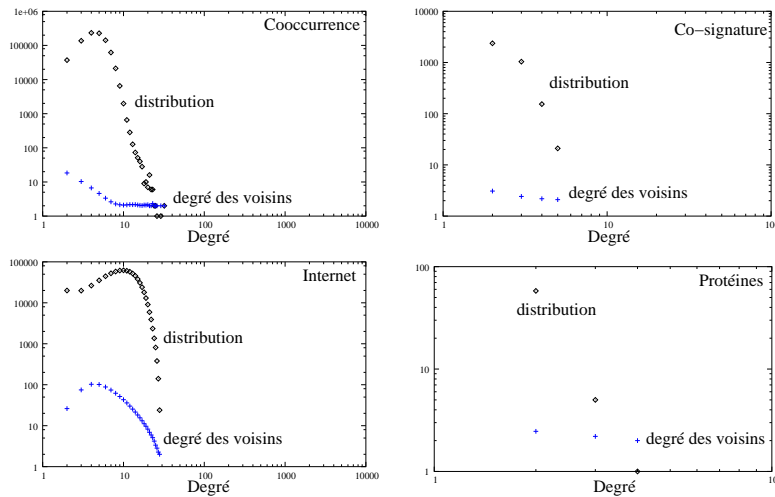 1e+06
Cooccurrence
100000
10000
1000
distribution
100
10
degré des voisins
1
1 10 100 1000 10000
Degré
10000
Co−signature
1000
distribution
100
10
degré des voisins
1
1 10
Degré
100000
Internet
10000
1000
distribution
100
10
degré des voisins
1
1 10 100 1000 10000
Degré
100
Protéines
distribution
10
degré des voisins
1
1 10
Degré